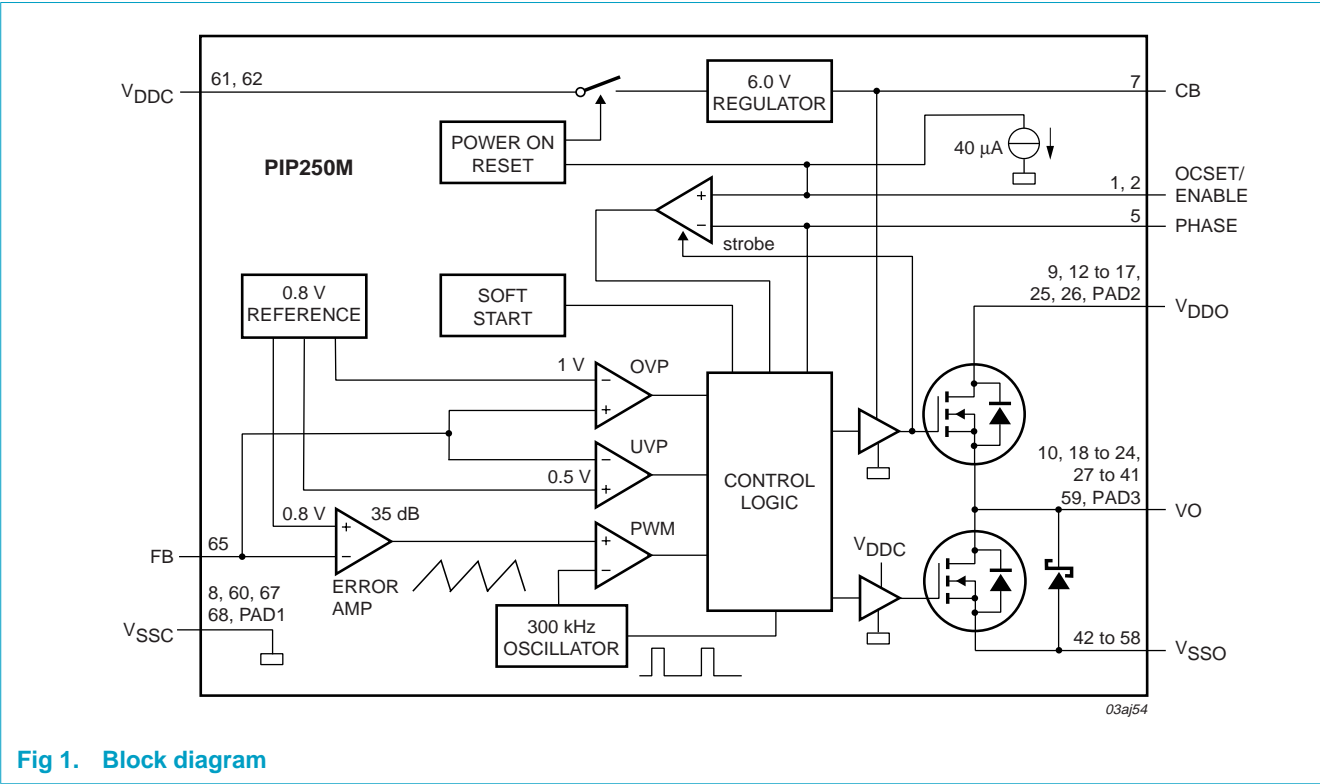 61, 62
VDDC
6.0 V
REGULATOR
7
CB
POWER ON
RESET
PIP250M
40 µA
OCSET/
ENABLE
1, 2
+
−
5
PHASE
strobe
9, 12 to 17,
25, 26, PAD2
VDDO
0.8 V
REFERENCE
SOFT
START
1 V
OVP
−
+
UVP
−
0.5 V
+
CONTROL
LOGIC
10, 18 to 24,
27 to 41
59, PAD3
VO
0.8 V
+
35 dB
−
PWM
+
−
VDDC
65
FB
ERROR
AMP
8, 60, 67
68, PAD1
VSSC
300 kHz
OSCILLATOR
42 to 58
VSSO
03aj54
Fig 1. Block diagram